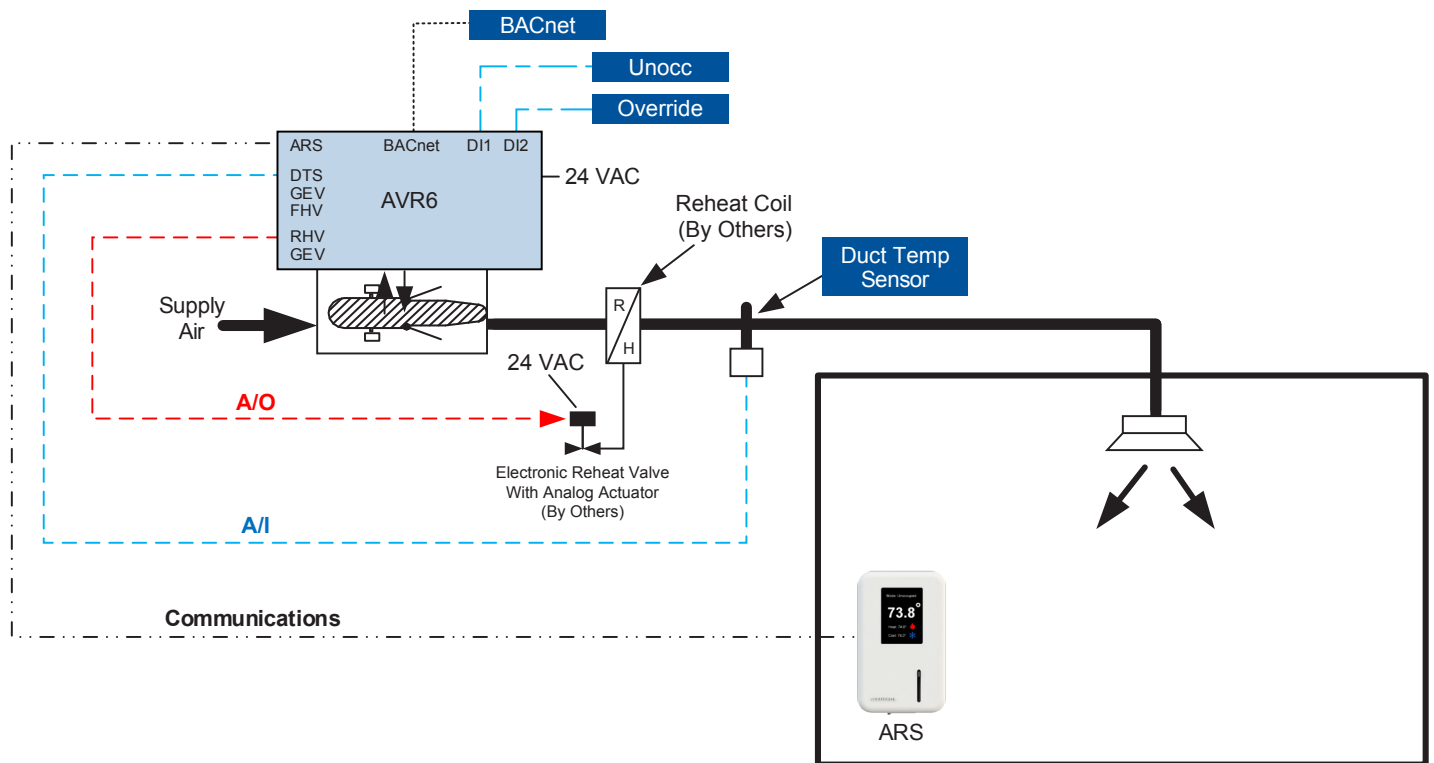 BACnet
Unocc
Override
ARS
BACnet
DI1
DI2
DTS
GEV
FHV
AVR6
24 VAC
RHV
GEV
Reheat Coil
(By Others)
Duct Temp
Sensor
Supply
Air
R
H
24 VAC
A/O
Electronic Reheat Valve
With Analog Actuator
(By Others)
A/I
Communications
Mode: Unoccupied
73.8°
ARS